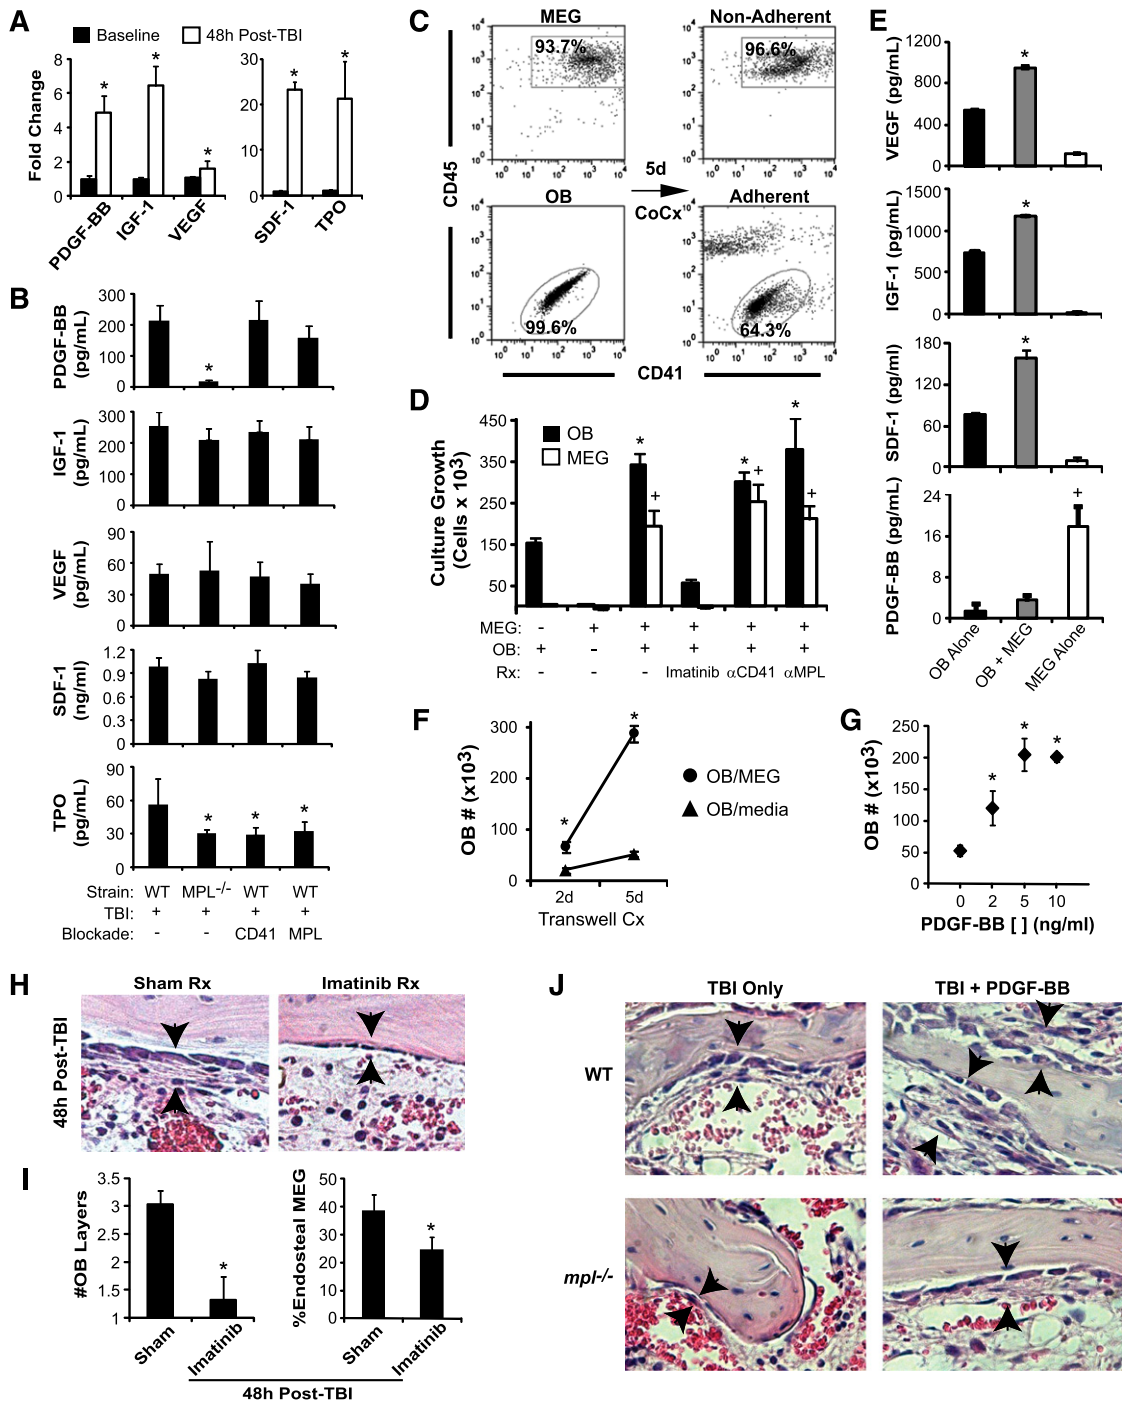 A
Baseline
48h Post-TBI
Fold Change
8
6
4
2
0
30
20
10
0
PDGF-BB
IGF-1
VEGF
SDF-1
TPO
* * * * *
B
PDGF-BB (pg/mL)
300
200
100
0
*
IGF-1 (pg/mL)
300
200
100
0
VEGF (pg/mL)
90
60
30
0
SDF-1 (ng/ml)
1.2
0.9
0.6
0.3
0
TPO (pg/mL)
90
60
30
0
* * *
Strain: WT MPL-/- WT WT
TBI: + + + +
Blockade: - - CD41 MPL
C
MEG
Non-Adherent
93.7%
96.6%
OB
Adherent
99.6%
64.3%
5d
CoCx
CD45
CD41
10⁰ 10¹ 10² 10³ 10⁴
D
OB
MEG
Culture Growth (Cells x 10³)
450
350
250
150
50
* + * + * +
MEG: - + + + + +
OB: + - + + + +
Rx: - - - Imatinib αCD41 αMPL
E
VEGF (pg/mL)
1200
800
400
0
*
IGF-1 (pg/mL)
1500
1000
500
0
*
SDF-1 (pg/ml)
180
120
60
0
*
PDGF-BB (pg/mL)
24
16
8
0
+
OB Alone
OB + MEG
MEG Alone
F
OB # (x10³)
300
200
100
0
* *
2d 5d
Transwell Cx
OB/MEG
OB/media
G
OB # (x10³)
250
200
150
100
50
0
* * *
0 2 5 10
PDGF-BB [ ] (ng/ml)
H
Sham Rx
Imatinib Rx
48h Post-TBI
I
#OB Layers
3.5
3
2.5
2
1.5
1
*
Sham
Imatinib
%Endosteal MEG
50
40
30
20
10
0
*
Sham
Imatinib
48h Post-TBI
J
TBI Only
TBI + PDGF-BB
WT
mpl-/-